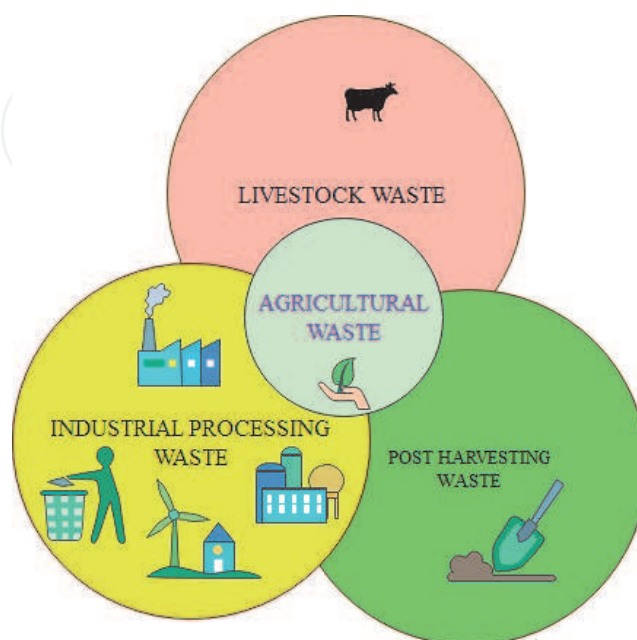 LIVESTOCK WASTE
AGRICULTURAL
WASTE
INDUSTRIAL PROCESSING
WASTE
POST HARVESTING
WASTE